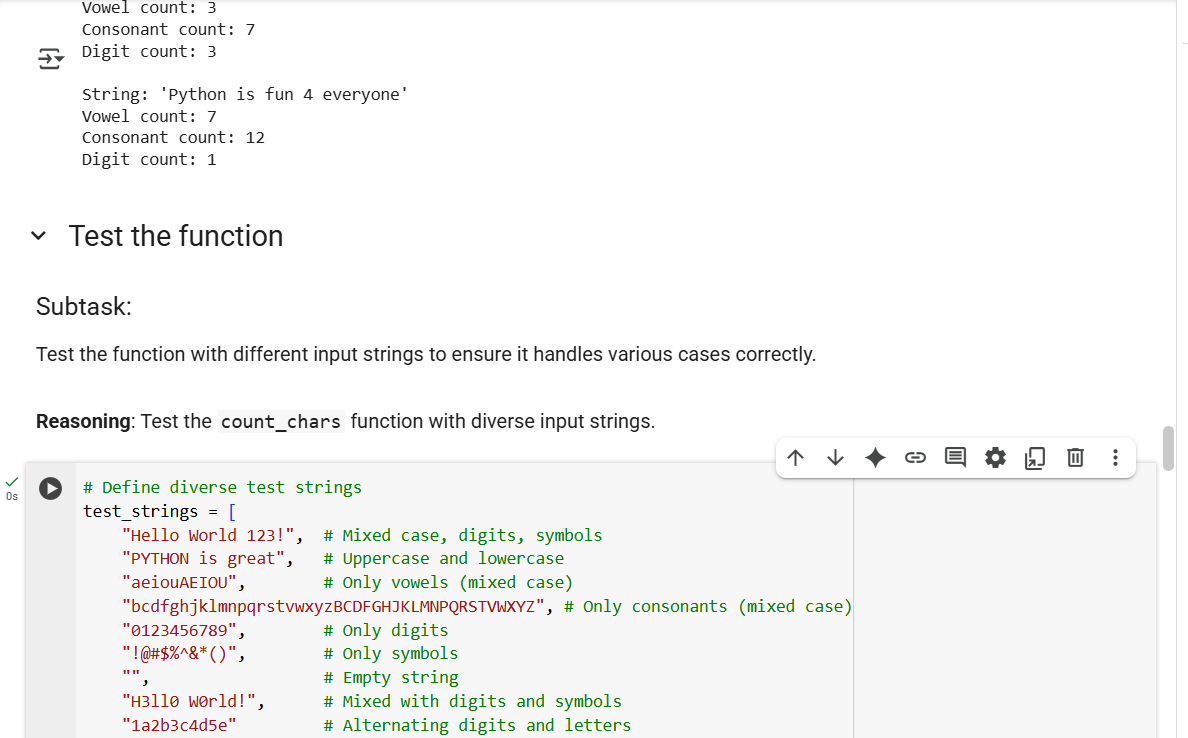 Vowel count: 3
Consonant count: 7
Digit count: 3
String: 'Python is fun 4 everyone'
Vowel count: 7
Consonant count: 12
Digit count: 1
Test the function
Subtask:
Test the function with different input strings to ensure it handles various cases correctly.
Reasoning: Test the count_chars function with diverse input strings.
0s
# Define diverse test strings
test_strings = [
    "Hello World 123!",  # Mixed case, digits, symbols
    "PYTHON is great",   # Uppercase and lowercase
    "aeiouAEIOU",        # Only vowels (mixed case)
    "bcdfghjklmnpqrstvwxyzBCDFGHJKLMNPQRSTVWXYZ", # Only consonants (mixed case)
    "0123456789",        # Only digits
    "!@#$%^&*()",        # Only symbols
    "",                  # Empty string
    "H3ll0 W0rld!",      # Mixed with digits and symbols
    "1a2b3c4d5e"         # Alternating digits and letters